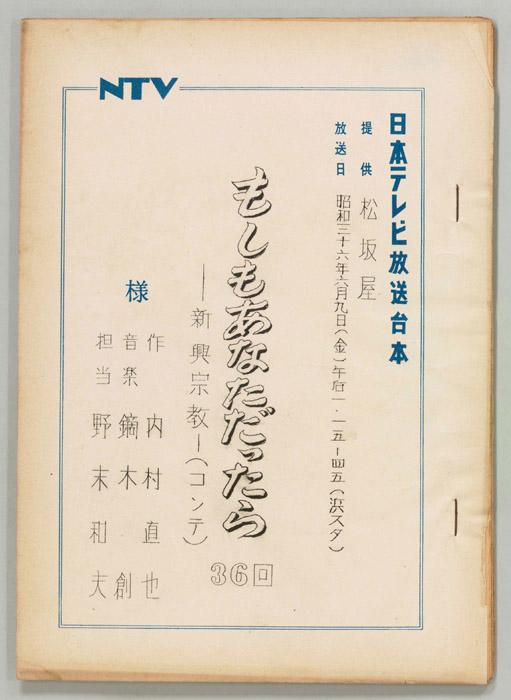 NTV
日本テレビ放送台本
提供 松坂屋
放送日 昭和三十六年六月九日(金)午后一・一五-四五(浜スタ)
もしもあなただったら
―新興宗教―(コンテ)
36回
様
作 内村直也
音楽 鏑木創
担当 野末和夫